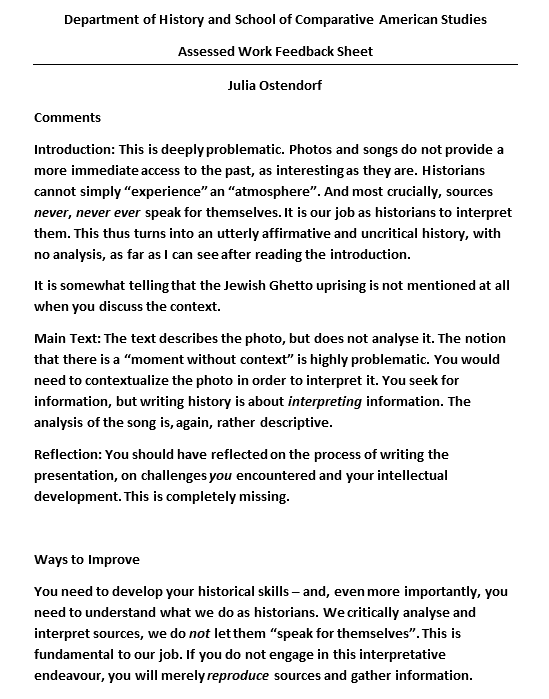 Department of History and School of Comparative American Studies
Assessed Work Feedback Sheet
Julia Ostendorf
Comments
Introduction: This is deeply problematic. Photos and songs do not provide a
more immediate access to the past, as interesting as they are. Historians
cannot simply “experience” an “atmosphere”. And most crucially, sources
never, never ever speak for themselves. It is our job as historians to interpret
them. This thus turns into an utterly affirmative and uncritical history, with
no analysis, as far as I can see after reading the introduction.
It is somewhat telling that the Jewish Ghetto uprising is not mentioned at all
when you discuss the context.
Main Text: The text describes the photo, but does not analyse it. The notion
that there is a “moment without context” is highly problematic. You would
need to contextualize the photo in order to interpret it. You seek for
information, but writing history is about interpreting information. The
analysis of the song is, again, rather descriptive.
Reflection: You should have reflected on the process of writing the
presentation, on challenges you encountered and your intellectual
development. This is completely missing.
Ways to Improve
You need to develop your historical skills – and, even more importantly, you
need to understand what we do as historians. We critically analyse and
interpret sources, we do not let them “speak for themselves”. This is
fundamental to our job. If you do not engage in this interpretative
endeavour, you will merely reproduce sources and gather information.